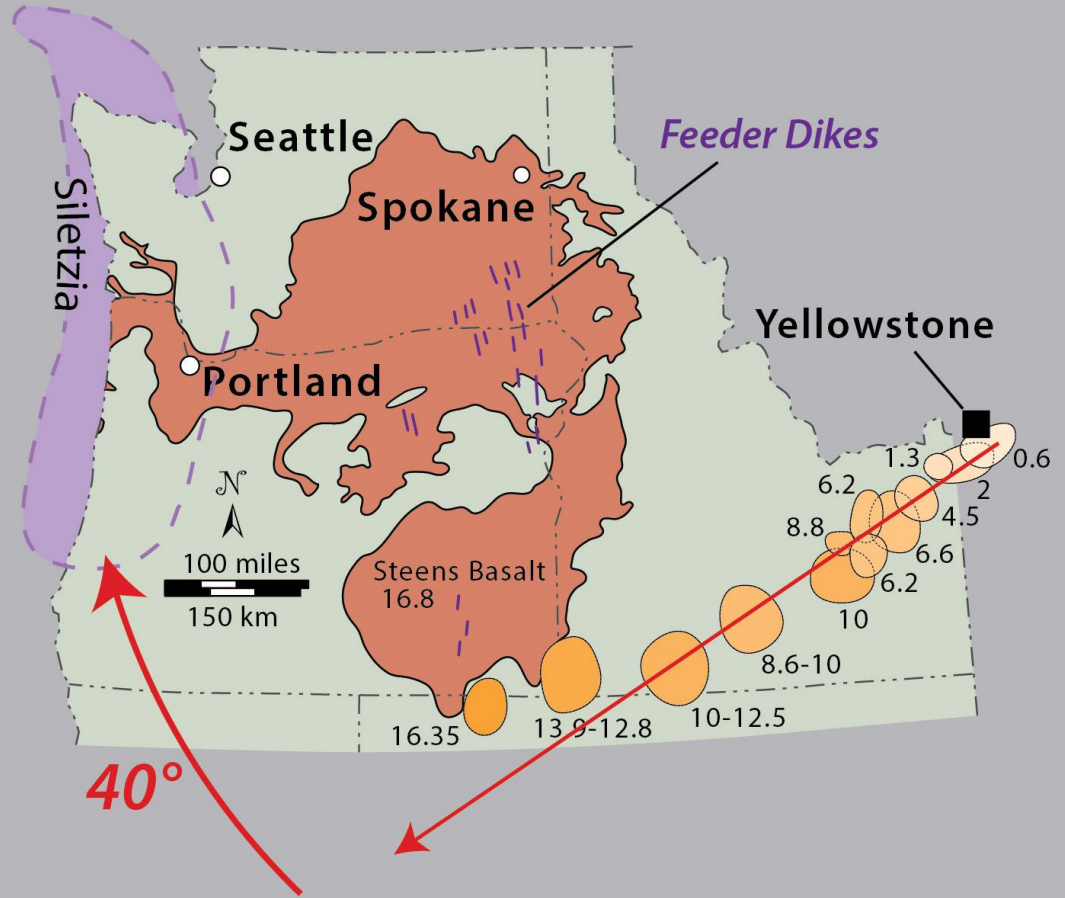 Seattle
Feeder Dikes
Spokane
Siletzia
Yellowstone
Portland
N
100 miles
150 km
Steens Basalt
16.8
1.3
0.6
2
6.2
4.5
8.8
6.6
6.2
10
8.6-10
10-12.5
13.9-12.8
16.35
40°